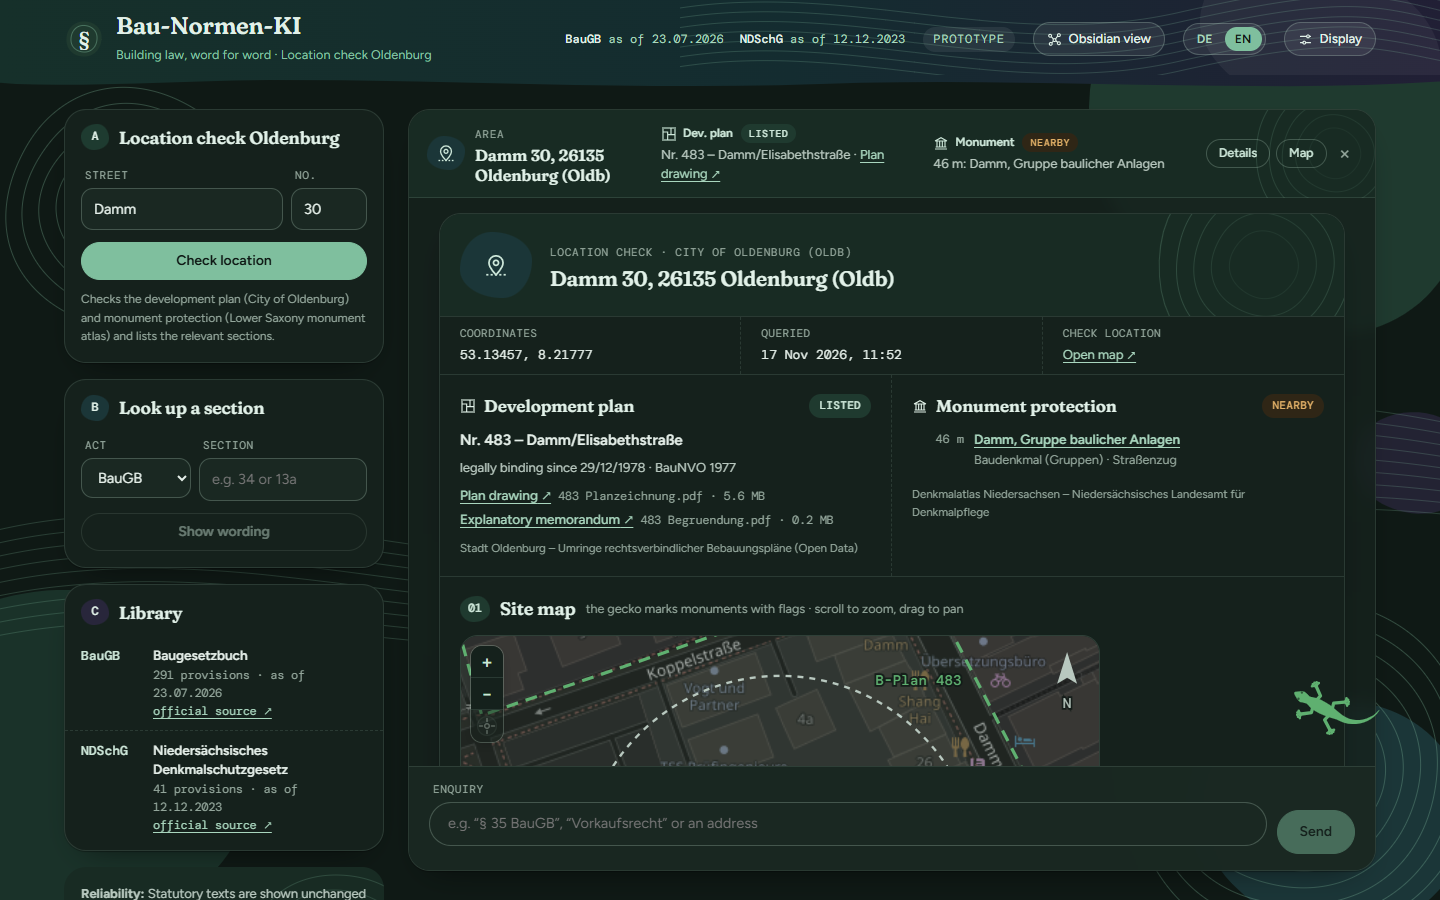 §
Bau-Normen-KI
Building law, word for word · Location check Oldenburg
BauGB as of 23.07.2026 NDSchG as of 12.12.2023
PROTOTYPE
Obsidian view
DE EN
Display
A Location check Oldenburg
STREET NO.
Damm 30
Check location
Checks the development plan (City of Oldenburg)
and monument protection (Lower Saxony monument
atlas) and lists the relevant sections.
B Look up a section
ACT SECTION
BauGB e.g. 34 or 13a
Show wording
C Library
BauGB Baugesetzbuch
291 provisions · as of
23.07.2026
official source ↗
NDSchG Niedersächsisches
Denkmalschutzgesetz
41 provisions · as of
12.12.2023
official source ↗
Reliability: Statutory texts are shown unchanged
AREA
Damm 30, 26135
Oldenburg (Oldb)
Dev. plan LISTED
Nr. 483 – Damm/Elisabethstraße · Plan
drawing ↗
Monument NEARBY
46 m: Damm, Gruppe baulicher Anlagen
Details Map ×
LOCATION CHECK · CITY OF OLDENBURG (OLDB)
Damm 30, 26135 Oldenburg (Oldb)
COORDINATES
53.13457, 8.21777
QUERIED
17 Nov 2026, 11:52
CHECK LOCATION
Open map ↗
Development plan LISTED
Nr. 483 – Damm/Elisabethstraße
legally binding since 29/12/1978 · BauNVO 1977
Plan drawing ↗ 483 Planzeichnung.pdf · 5.6 MB
Explanatory memorandum ↗ 483 Begruendung.pdf · 0.2 MB
Stadt Oldenburg – Umringe rechtsverbindlicher Bebauungspläne (Open Data)
Monument protection NEARBY
46 m Damm, Gruppe baulicher Anlagen
Baudenkmal (Gruppen) · Straßenzug
Denkmalatlas Niedersachsen – Niedersächsisches Landesamt für
Denkmalpflege
01 Site map the gecko marks monuments with flags · scroll to zoom, drag to pan
+
−
Koppelstraße
Damm
Übersetzungsbüro
B-Plan 483
Vogt und
Partner
Shang
Hai
4a
26
Damm
N
ENQUIRY
e.g. “§ 35 BauGB”, “Vorkaufsrecht” or an address
Send